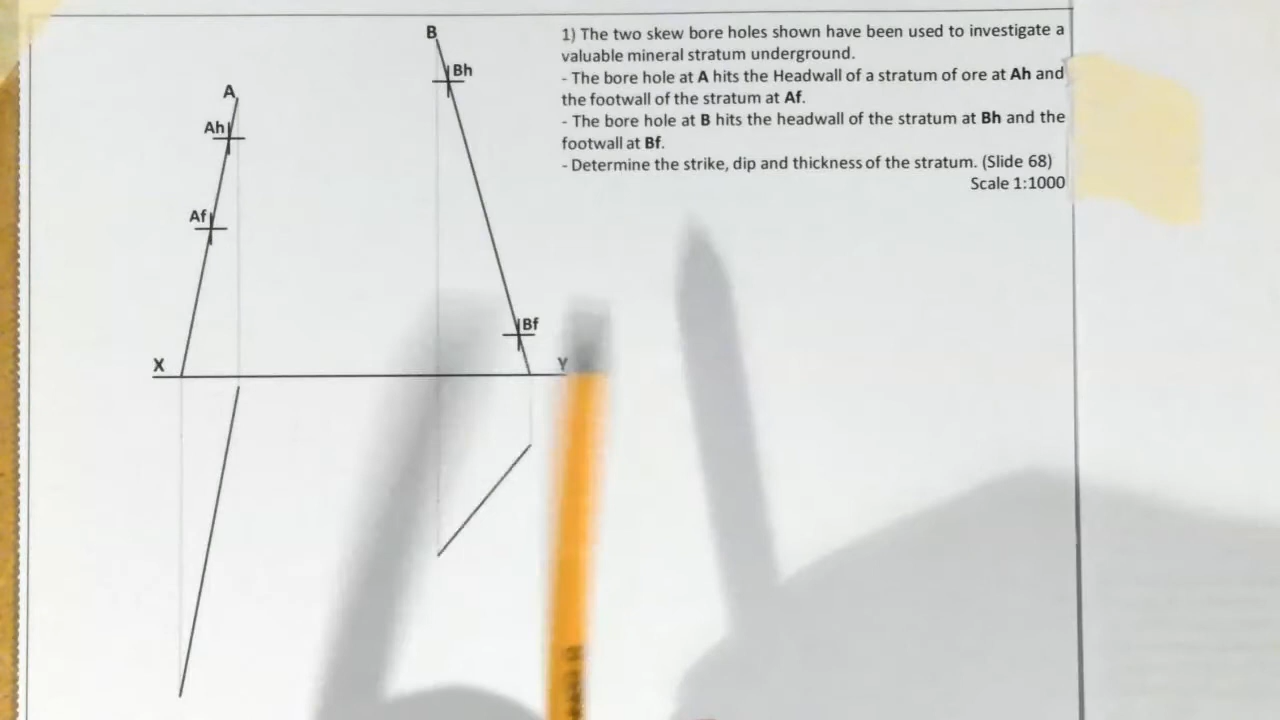 B
1) The two skew bore holes shown have been used to investigate a
valuable mineral stratum underground.
Bh
- The bore hole at A hits the Headwall of a stratum of ore at Ah and
the footwall of the stratum at Af.
A
- The bore hole at B hits the headwall of the stratum at Bh and the
footwall at Bf.
Ah
- Determine the strike, dip and thickness of the stratum. (Slide 68)
Scale 1:1000
Af
Bf
X
Y